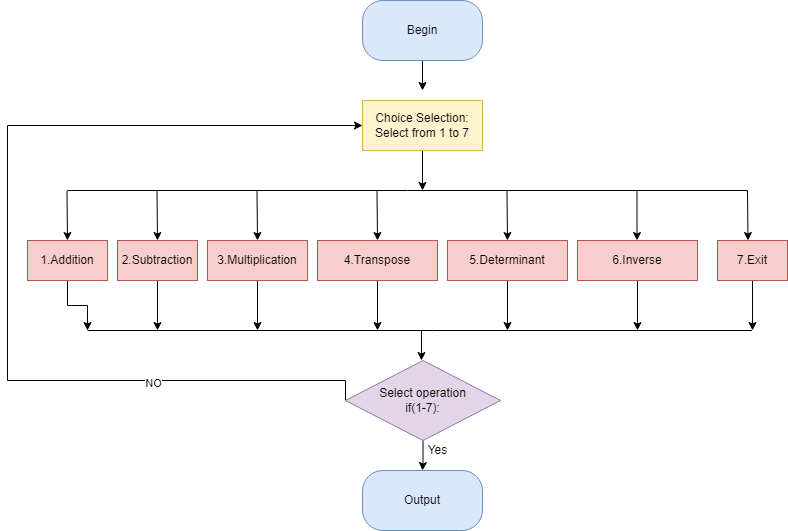 Begin
Choice Selection:
Select from 1 to 7
1.Addition
2.Subtraction
3.Multiplication
4.Transpose
5.Determinant
6.Inverse
7.Exit
NO
Select operation
if(1-7):
Yes
Output